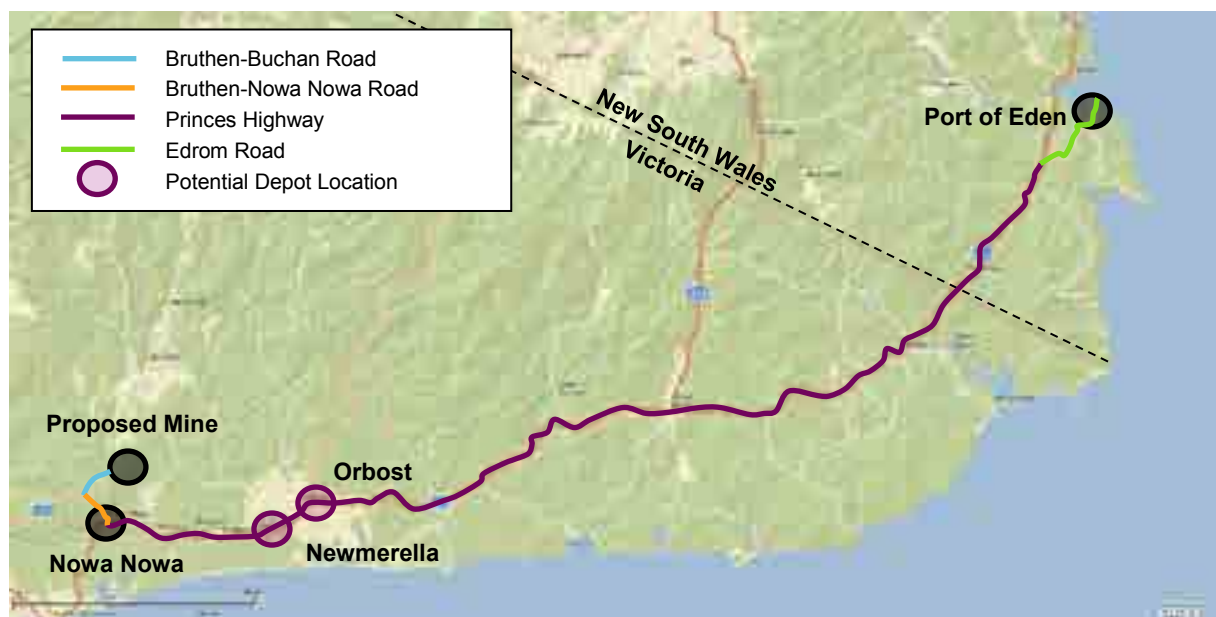 Bruthen-Buchan Road
Bruthen-Nowa Nowa Road
Princes Highway
Edrom Road
Potential Depot Location
New South Wales
Victoria
Port of Eden
Proposed Mine
Orbost
Newmerella
Nowa Nowa